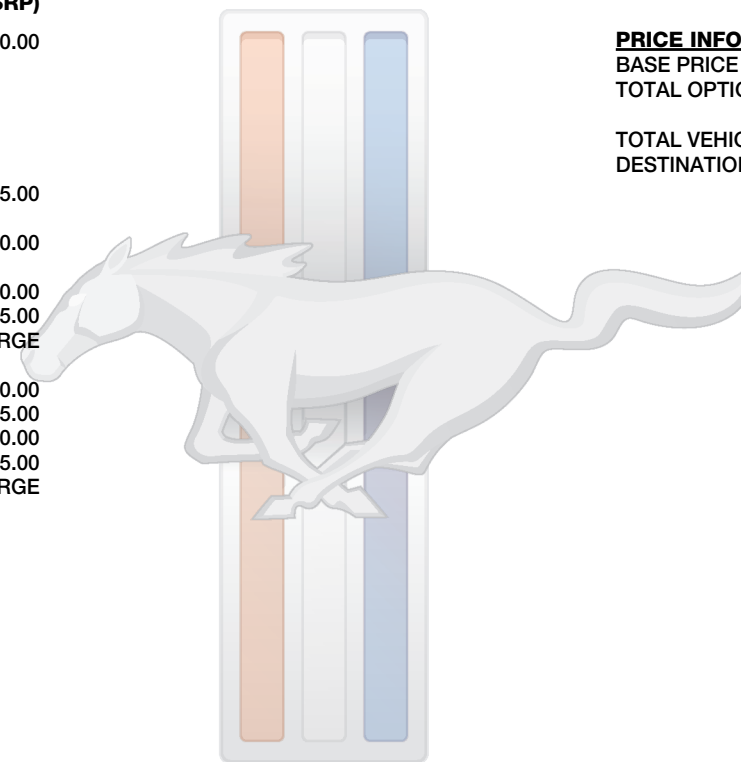 SRP)
0.00
5.00
0.00
0.00
5.00
RGE
0.00
5.00
0.00
5.00
RGE
PRICE INFO
BASE PRICE
TOTAL OPTIO
TOTAL VEHIC
DESTINATION